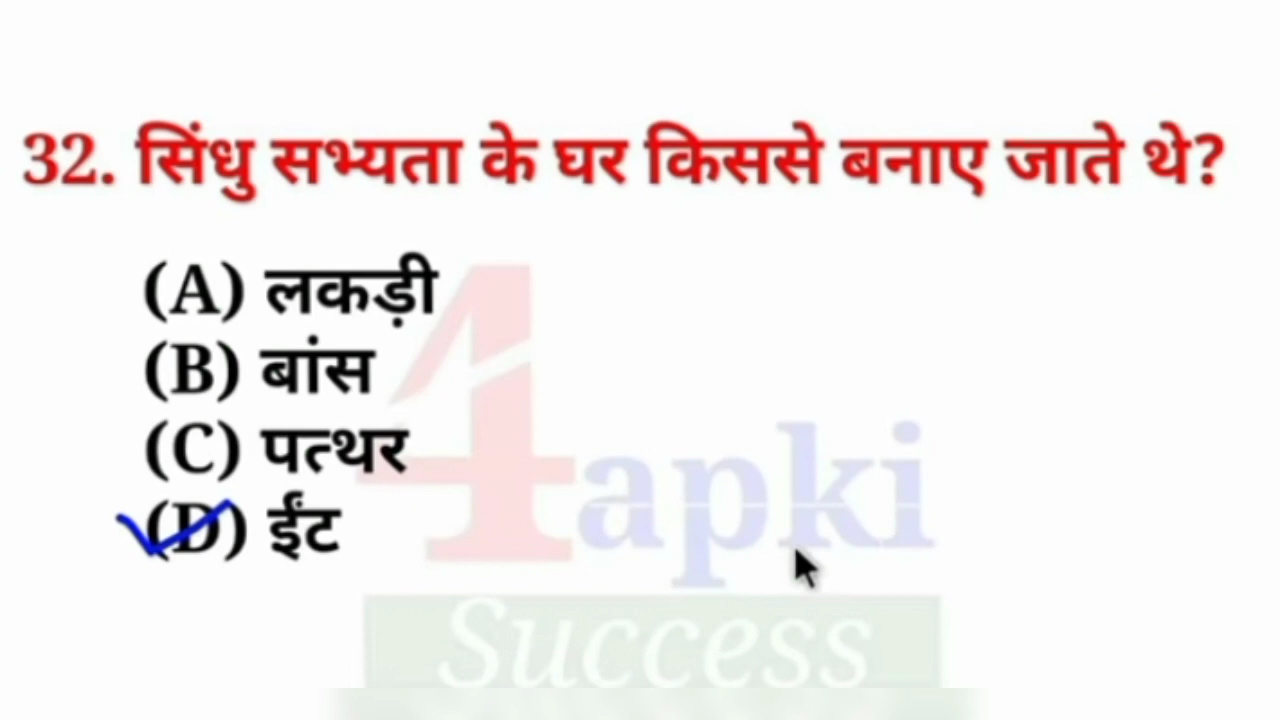 32. सिंधु सभ्यता के घर किससे बनाए जाते थे?
(A) लकड़ी
(B) बांस
(C) पत्थर
(D) ईंट
4apki
Success